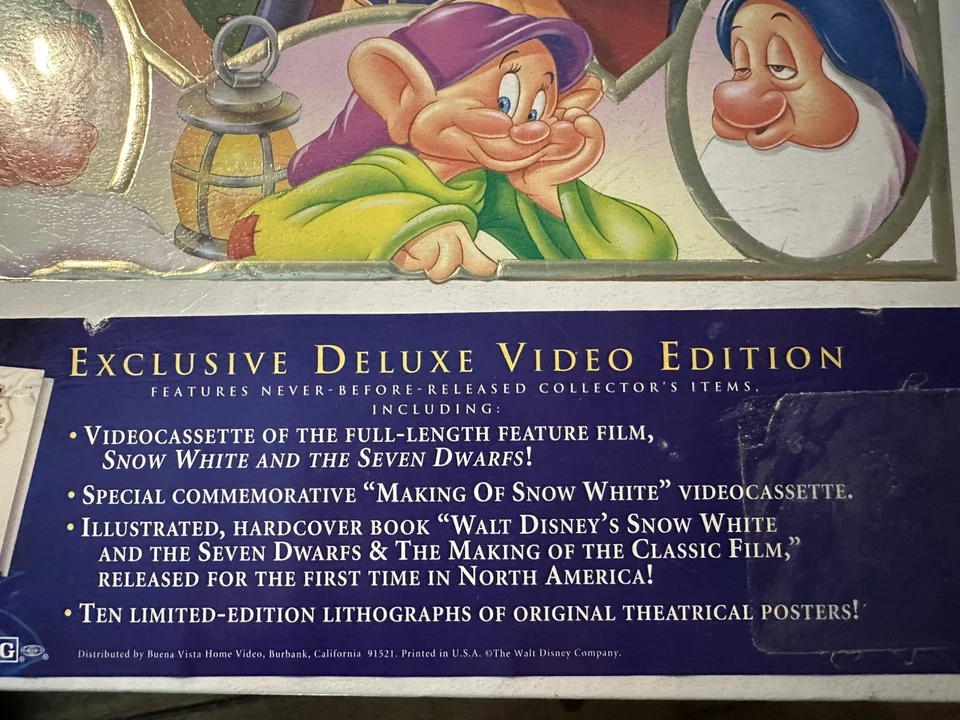 EXCLUSIVE DELUXE VIDEO EDITION
FEATURES NEVER-BEFORE-RELEASED COLLECTOR'S ITEMS,
INCLUDING:
• VIDEOCASSETTE OF THE FULL-LENGTH FEATURE FILM,
SNOW WHITE AND THE SEVEN DWARFS!
• SPECIAL COMMEMORATIVE “MAKING OF SNOW WHITE” VIDEOCASSETTE.
• ILLUSTRATED, HARDCOVER BOOK “WALT DISNEY'S SNOW WHITE
AND THE SEVEN DWARFS & THE MAKING OF THE CLASSIC FILM,”
RELEASED FOR THE FIRST TIME IN NORTH AMERICA!
• TEN LIMITED-EDITION LITHOGRAPHS OF ORIGINAL THEATRICAL POSTERS!
G ®
Distributed by Buena Vista Home Video, Burbank, California 91521. Printed in U.S.A. ©The Walt Disney Company.